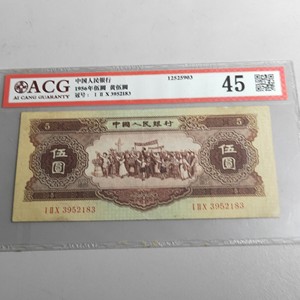 ACG
AI CANG GUARANTY
中国人民银行
1956年伍圆 黄伍圆
冠号: I II X 3952183
12525903
45
中國人民銀行
5
5
伍
圓
伍圓
I II X 3952183
I II X 3952183